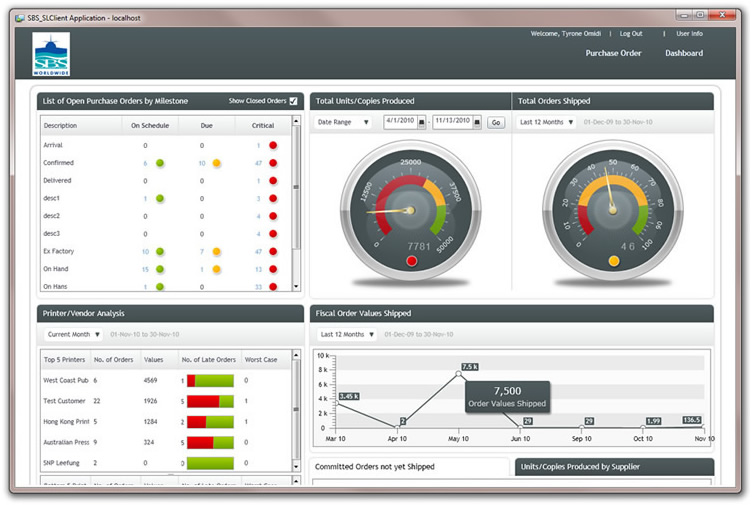 SBS_SLClient Application - localhost
SBS
WORLDWIDE
Welcome, Tyrone Omidi | Log Out | User Info
Purchase Order Dashboard
List of Open Purchase Orders by Milestone Show Closed Orders
Description On Schedule Due Critical
Arrival 0 0 1
Confirmed 6 10 47
Delivered 0 0 1
desc1 1 0 3
desc2 0 0 4
desc3 0 0 4
Ex Factory 10 7 47
On Hand 15 1 13
On Hans 1 0 33
Total Units/Copies Produced
Date Range 4/1/2010 - 11/13/2010 Go
0 12500 25000 37500 50000
7781
Total Orders Shipped
Last 12 Months 01-Dec-09 to 30-Nov-10
0 10 20 30 40 50 60 70 80 90 100
46
Printer/Vendor Analysis
Current Month 01-Nov-10 to 30-Nov-10
Top 5 Printers No. of Orders Values No. of Late Orders Worst Case
West Coast Pub 6 4569 1 0
Test Customer 22 1926 5 1
Hong Kong Print 5 1284 2 1
Australian Press 9 324 5 0
SNP Leefung 2 0 0 0
Fiscal Order Values Shipped
Last 12 Months 01-Dec-09 to 30-Nov-10
10 k
8 k
6 k
4 k
2 k
0
3.45 k 2 7.5 k 29 29 1.99 136.5
7,500
Order Values Shipped
Mar 10 Apr 10 May 10 Jun 10 Sep 10 Oct 10 Nov 10
Committed Orders not yet Shipped
Units/Copies Produced by Supplier